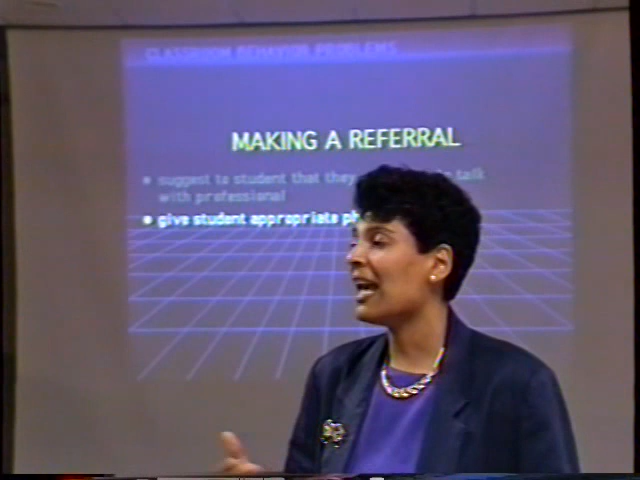 CLASSROOM BEHAVIOR PROBLEMS
MAKING A REFERRAL
• suggest to student that they talk
with professional
• give student appropriate